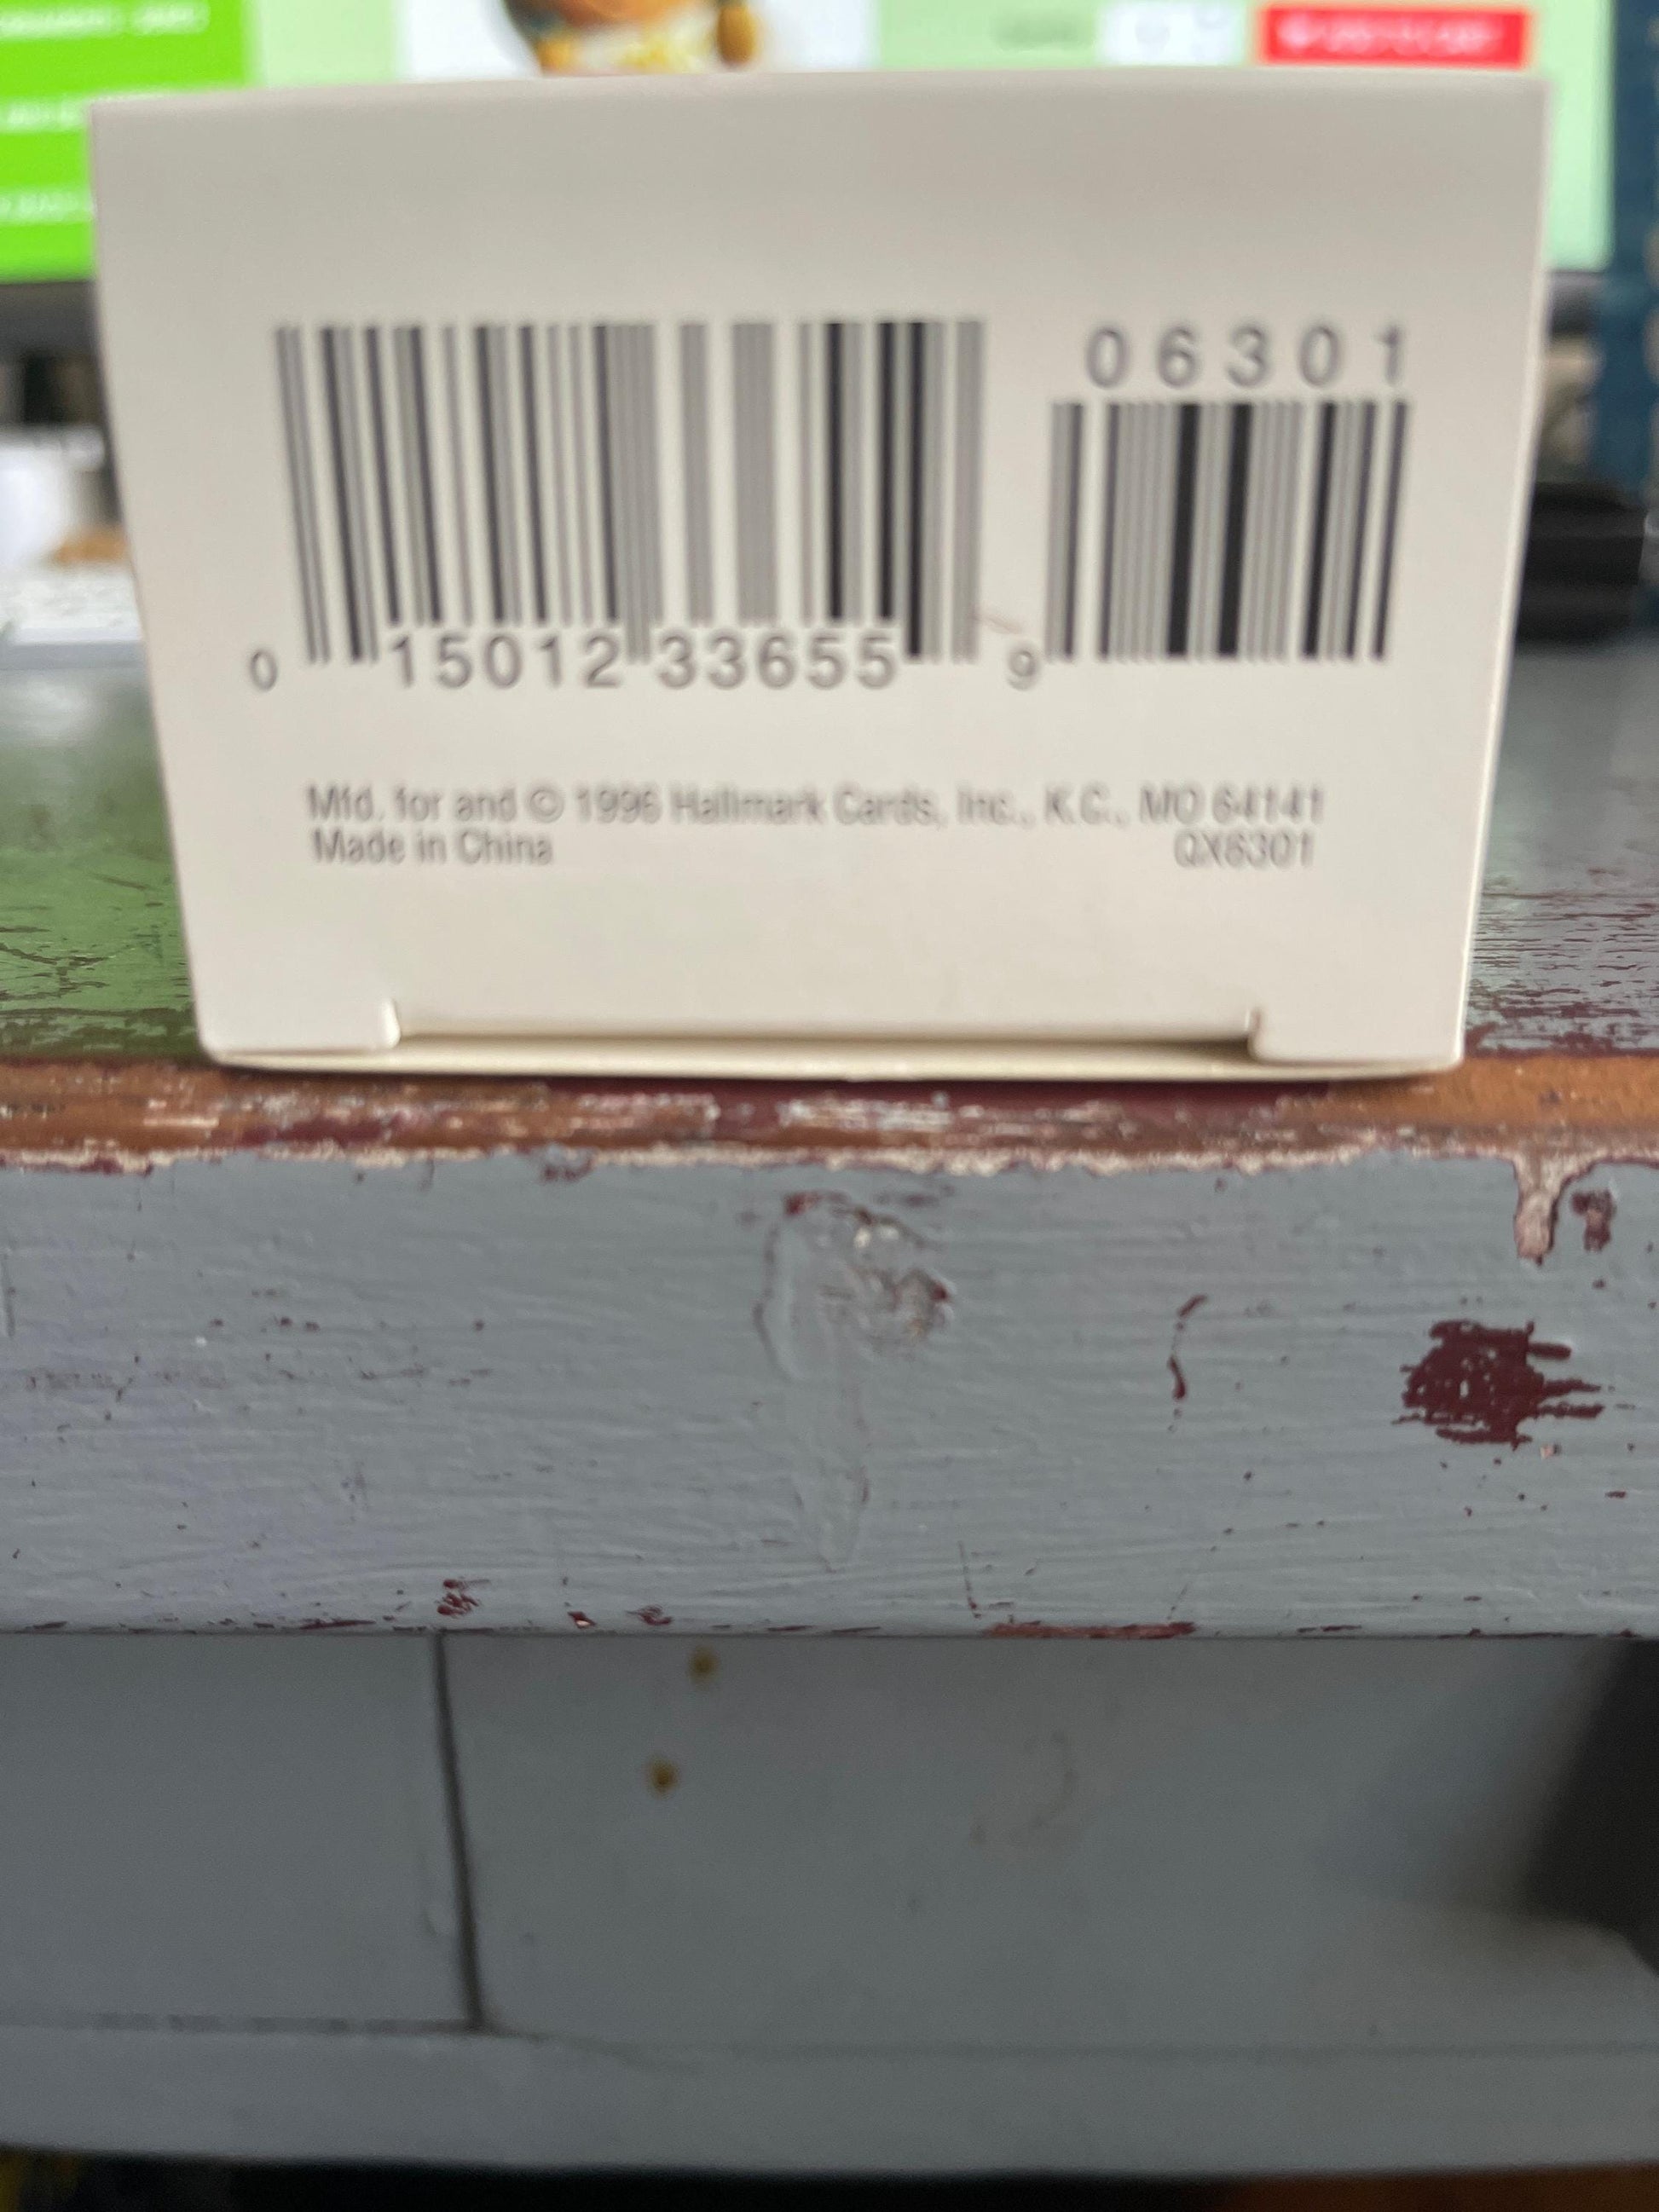 06301
0 15012 33655 9
Mfd. for and © 1996 Hallmark Cards, Inc., K.C., MO 64141
Made in China
QX6301